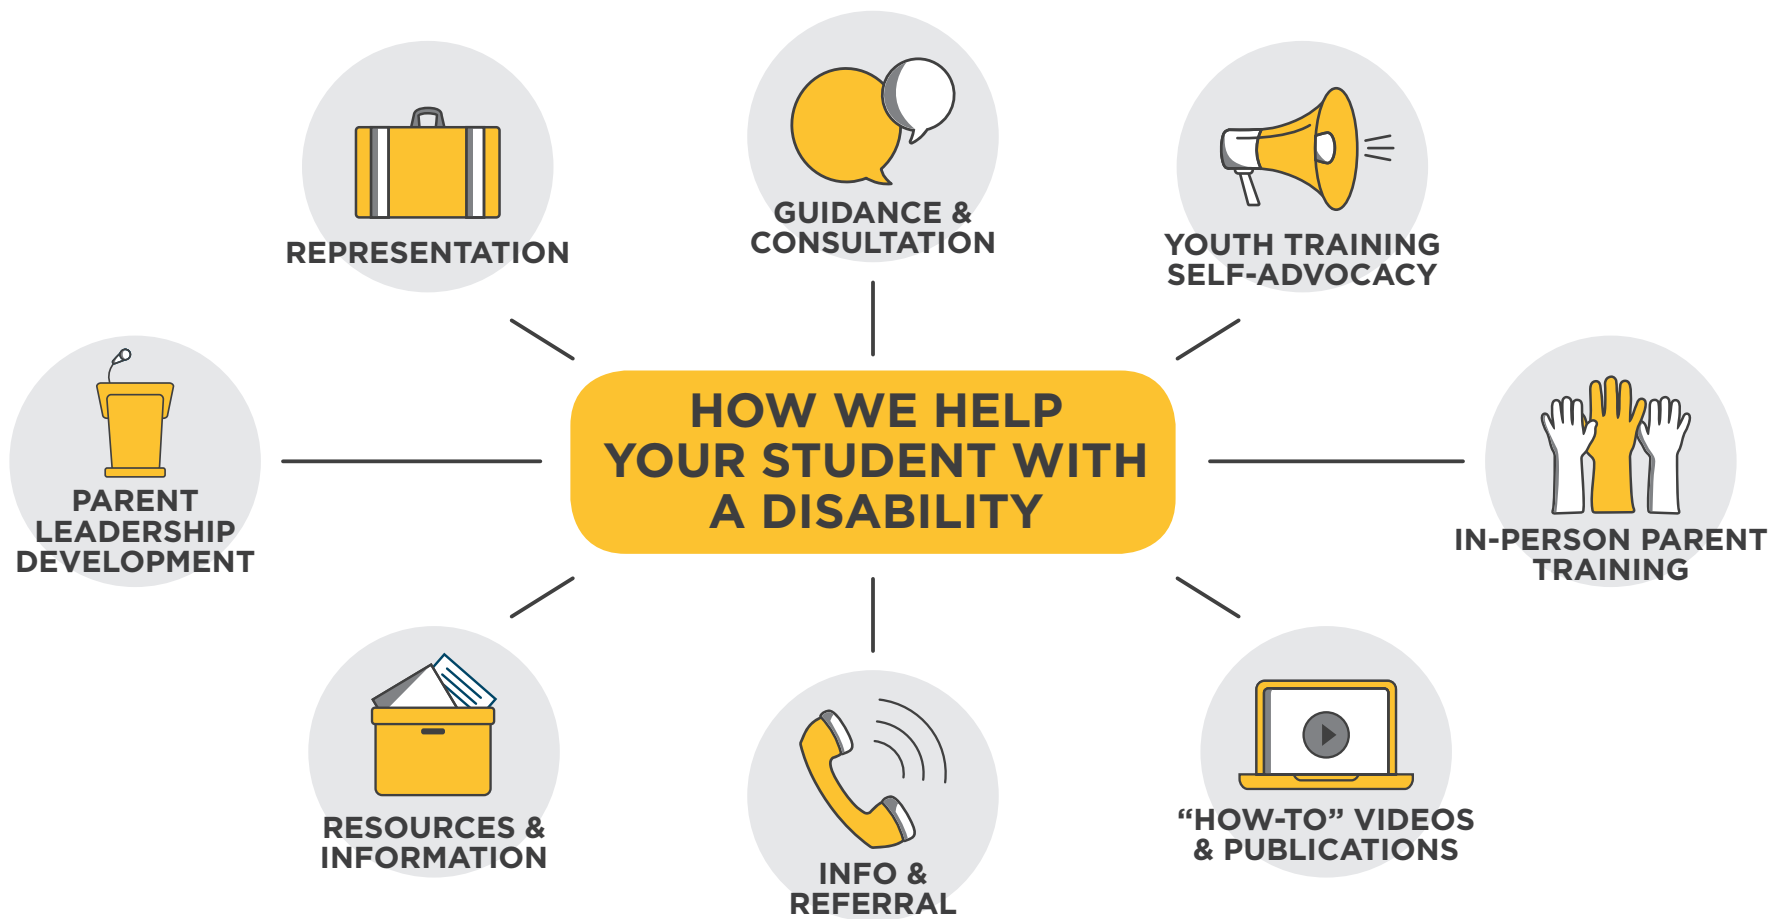 GUIDANCE &
CONSULTATION
REPRESENTATION
YOUTH TRAINING
SELF-ADVOCACY
HOW WE HELP
YOUR STUDENT WITH
A DISABILITY
PARENT
LEADERSHIP
DEVELOPMENT
IN-PERSON PARENT
TRAINING
RESOURCES &
INFORMATION
INFO &
REFERRAL
“HOW-TO” VIDEOS
& PUBLICATIONS